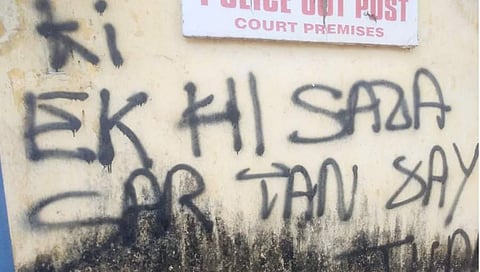 POLICE OUT POST
COURT PREMISES
Ki
EK HI SAZA
SAR TAN SAY